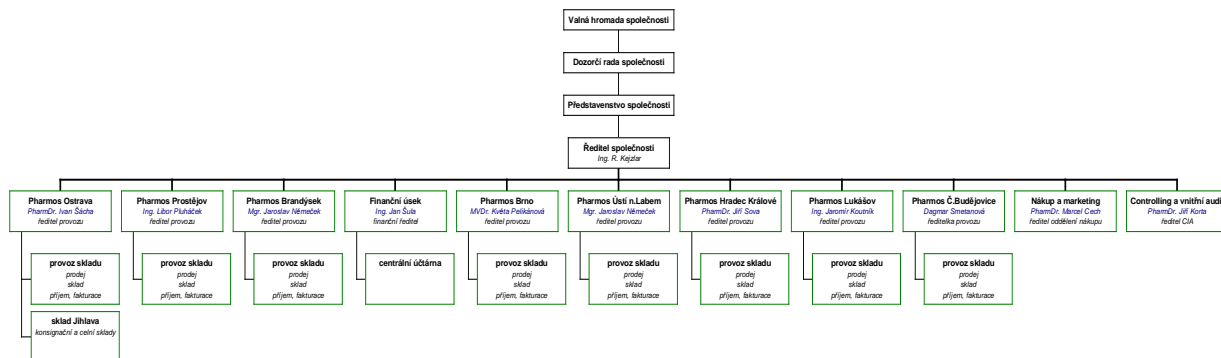 Valná hromada společnosti
Dozorčí rada společnosti
Představenstvo společnosti
Ředitel společnosti
Ing. R. Kejzlar
Pharmos Ostrava
PharmDr. Ivan Šácha
ředitel provozu
Pharmos Prostějov
Ing. Libor Pluháček
ředitel provozu
Pharmos Brandýsek
Mgr. Jaroslav Němeček
ředitel provozu
Finanční úsek
Ing. Jan Šula
finanční ředitel
Pharmos Brno
MVDr. Květa Pelikánová
ředitel provozu
Pharmos Ústí n.Labem
Mgr. Jaroslav Němeček
ředitel provozu
Pharmos Hradec Králové
PharmDr. Jiří Sova
ředitel provozu
Pharmos Lukášov
Ing. Jaromír Koutník
ředitel provozu
Pharmos Č.Budějovice
Dagmar Smetanová
ředitelka provozu
Nákup a marketing
PharmDr. Marcel Cech
ředitel oddělení nákupu
Controlling a vnitřní audi
PharmDr. Jiří Korta
ředitel CIA
provoz skladu
prodej
sklad
příjem, fakturace
provoz skladu
prodej
sklad
příjem, fakturace
provoz skladu
prodej
sklad
příjem, fakturace
centrální účtárna
provoz skladu
prodej
sklad
příjem, fakturace
provoz skladu
prodej
sklad
příjem, fakturace
provoz skladu
prodej
sklad
příjem, fakturace
provoz skladu
prodej
sklad
příjem, fakturace
provoz skladu
prodej
sklad
příjem, fakturace
sklad Jihlava
konsignační a celní sklady